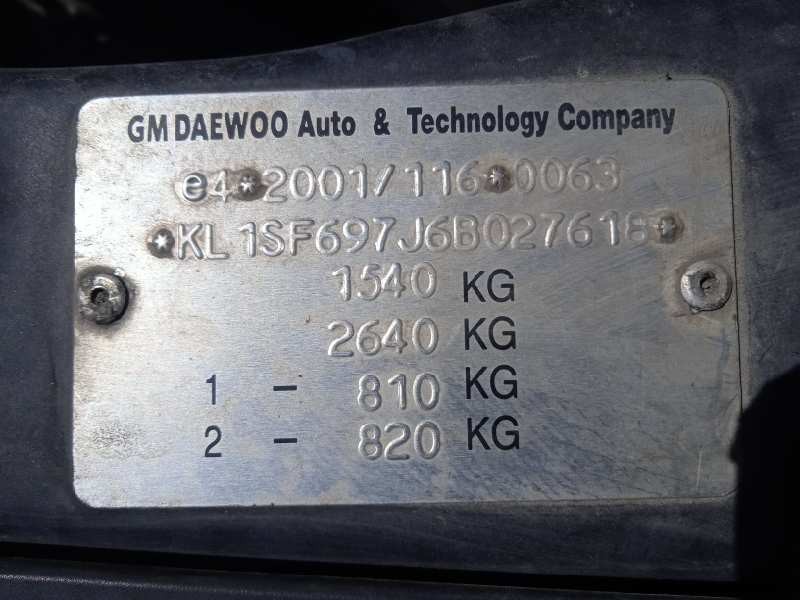 GM DAEWOO Auto & Technology Company
e4*2001/116*0063
*KL1SF697J6B027618*
1540 KG
2640 KG
1 - 810 KG
2 - 820 KG